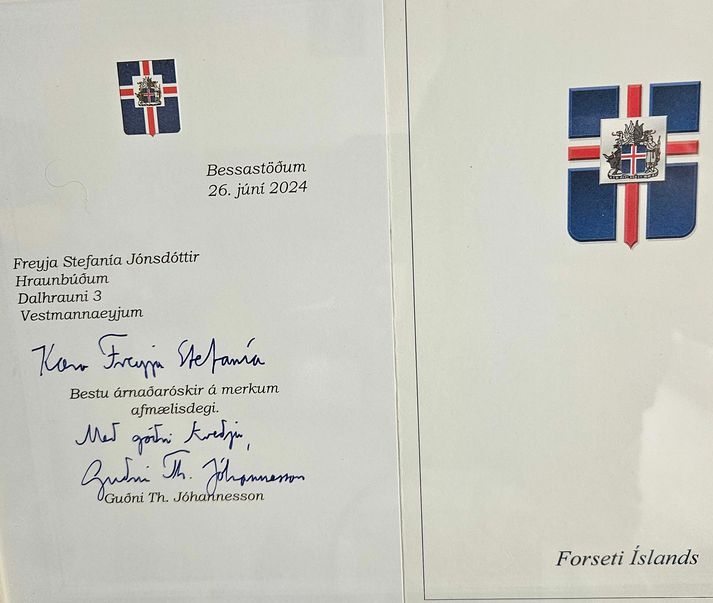 Bessastöðum
26. júní 2024
Freyja Stefanía Jónsdóttir
Hraunbúðum
Dalhrauni 3
Vestmannaeyjum
Kæra Freyja Stefanía
Bestu árnaðaróskir á merkum
afmælisdegi.
Með góðri kveðju,
Guðni Th. Jóhannesson
Guðni Th. Jóhannesson
Forseti Íslands